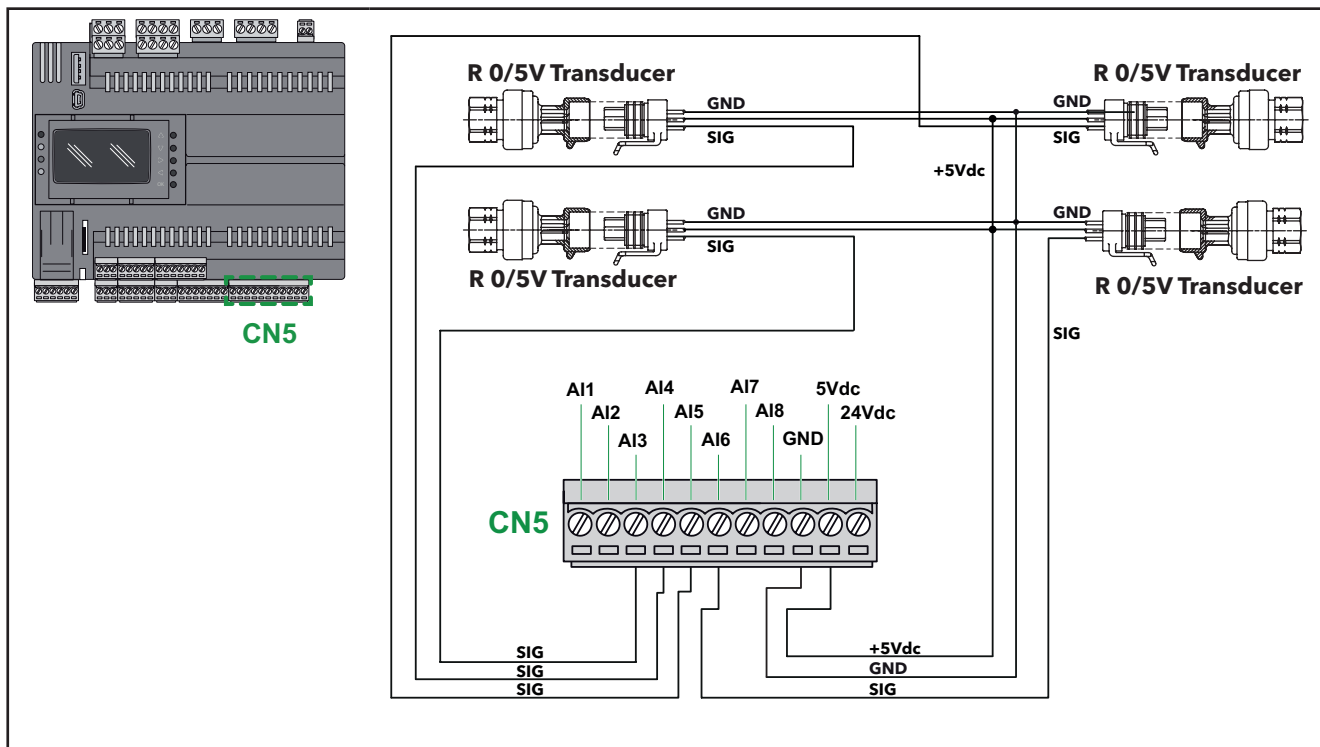 R 0/5V Transducer
R 0/5V Transducer
GND
GND
SIG
SIG
+5Vdc
GND
GND
SIG
R 0/5V Transducer
R 0/5V Transducer
CN5
SIG
AI1
AI4
AI7
5Vdc
AI2
AI5
AI8
24Vdc
AI3
AI6
GND
CN5
SIG
+5Vdc
SIG
GND
SIG
SIG